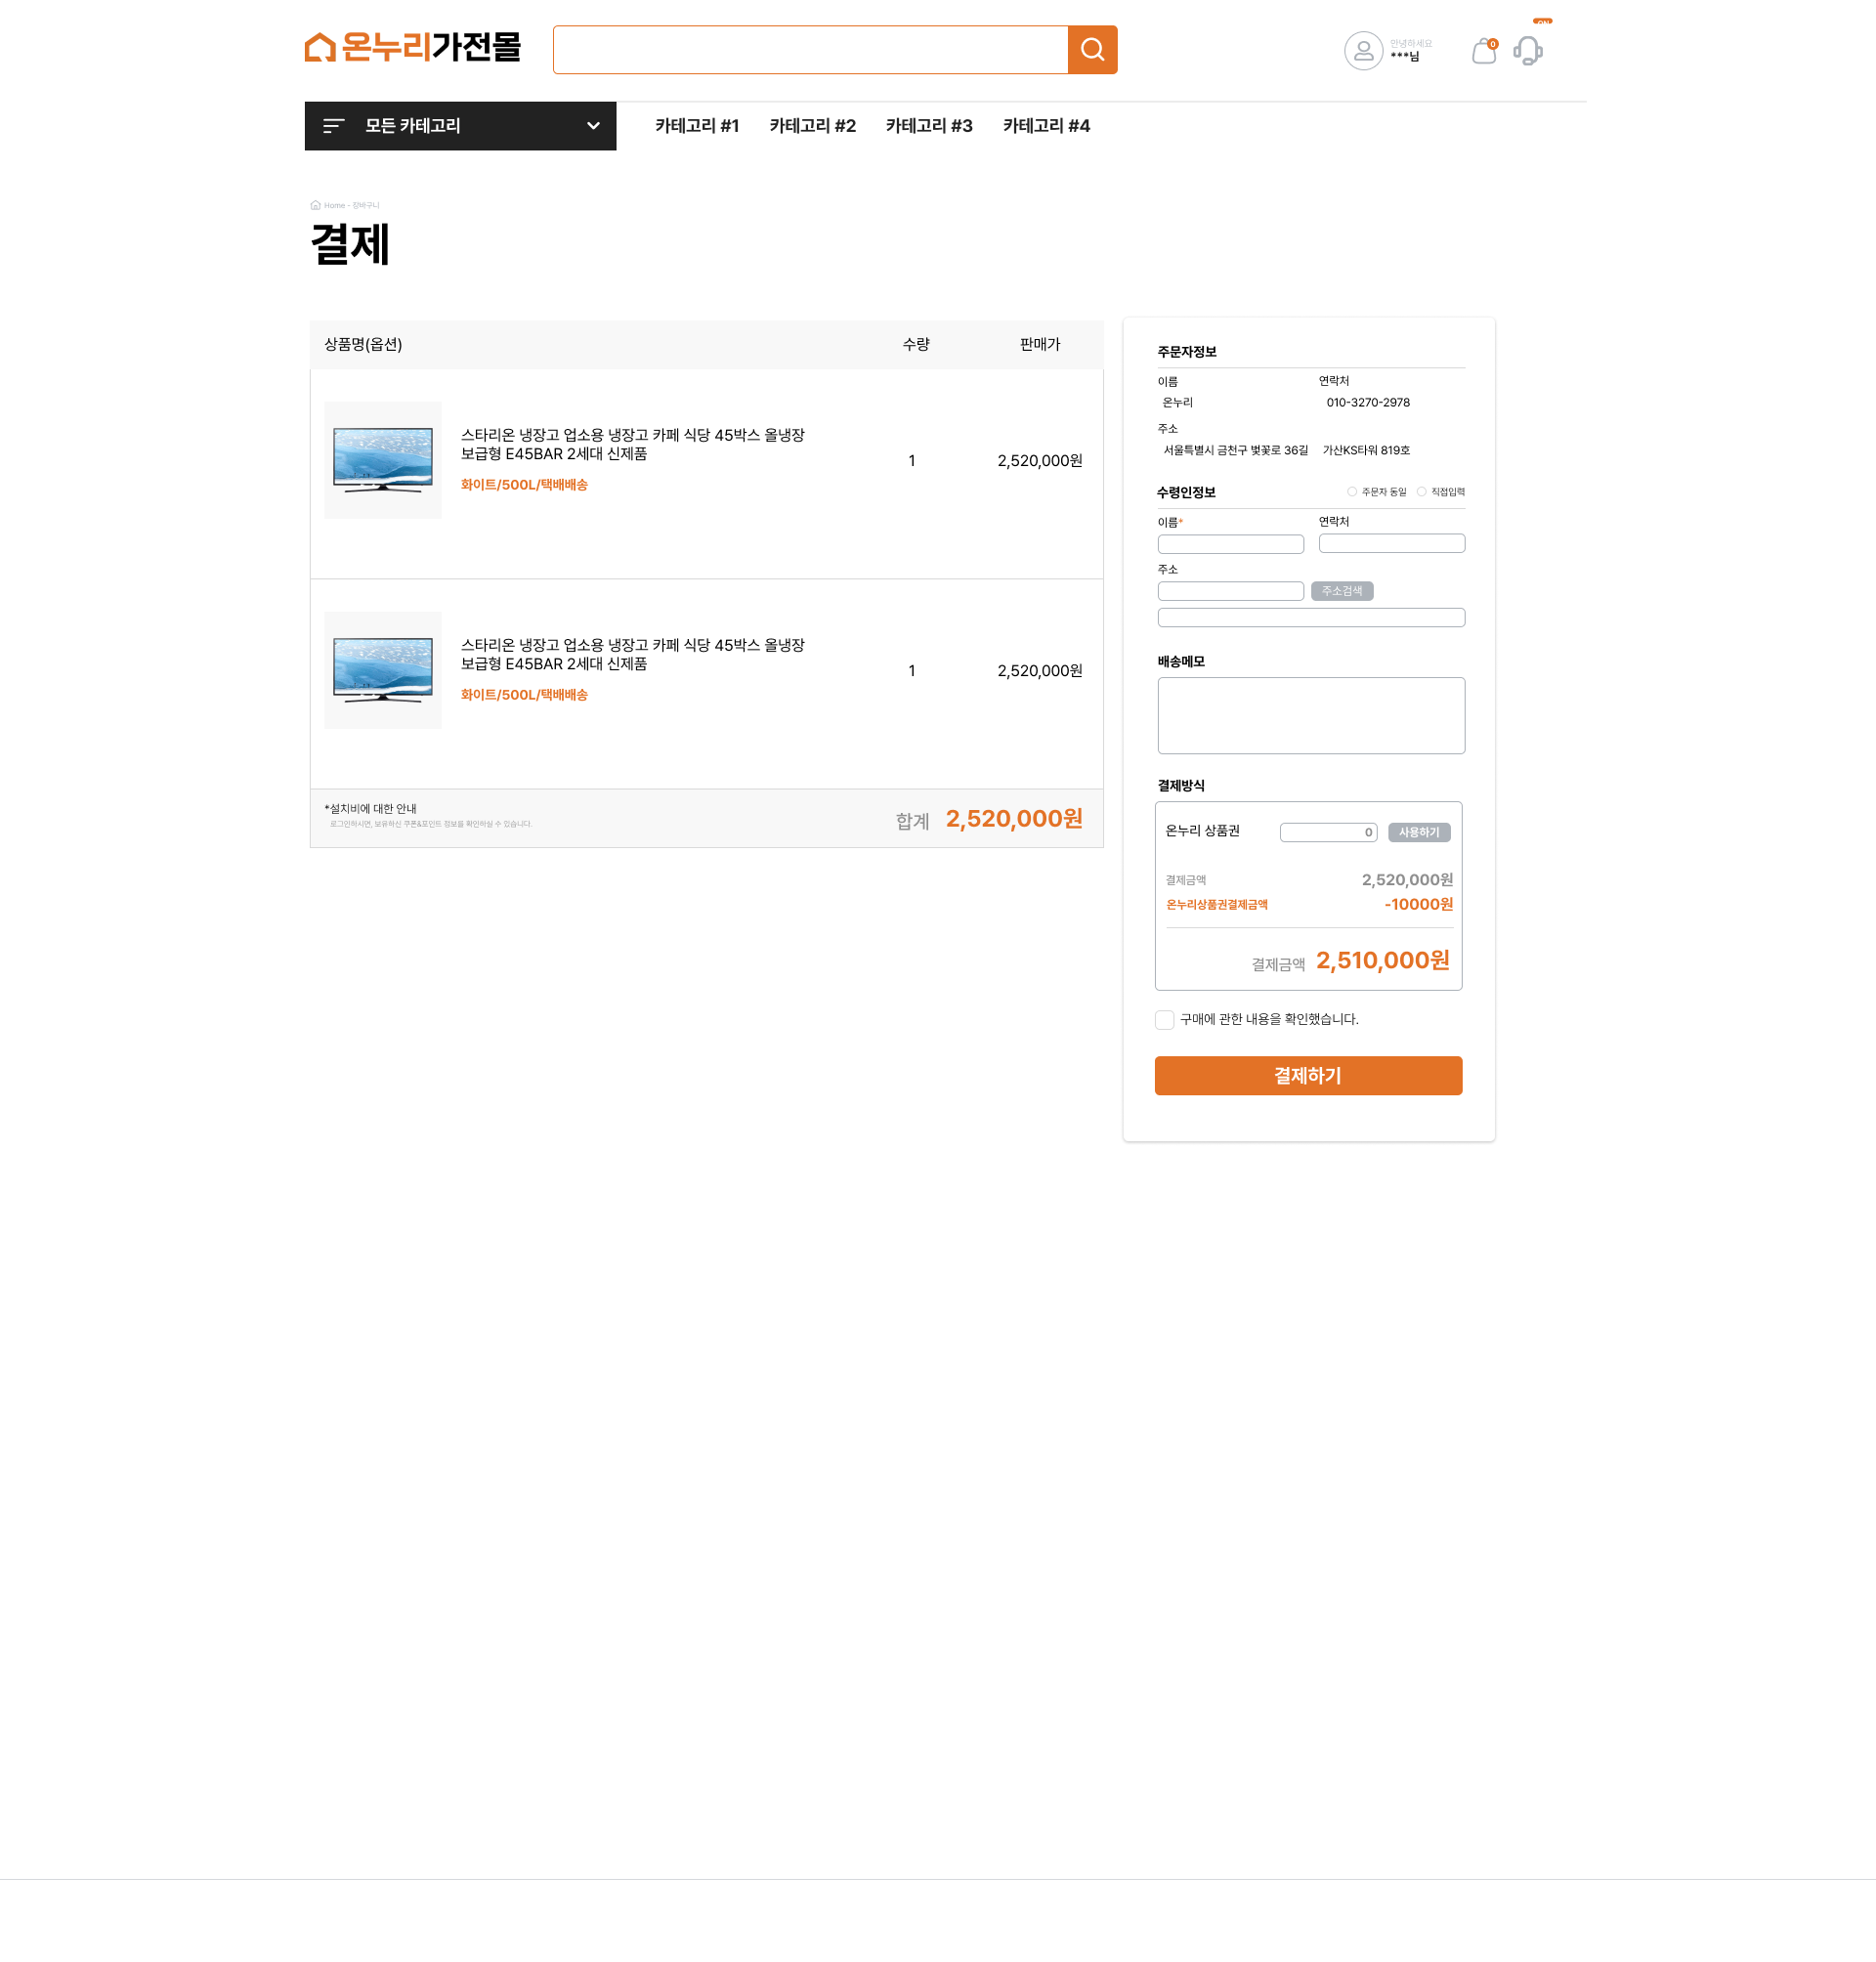 온누리가전몰
안녕하세요
***님
0
모든 카테고리
카테고리 #1
카테고리 #2
카테고리 #3
카테고리 #4
Home - 장바구니
결제
상품명(옵션)
수량
판매가
스타리온 냉장고 업소용 냉장고 카페 식당 45박스 올냉장
보급형 E45BAR 2세대 신제품
화이트/500L/택배배송
1
2,520,000원
스타리온 냉장고 업소용 냉장고 카페 식당 45박스 올냉장
보급형 E45BAR 2세대 신제품
화이트/500L/택배배송
1
2,520,000원
*설치비에 대한 안내
로그인하시면, 보유하신 쿠폰&포인트 정보를 확인하실 수 있습니다.
합계 2,520,000원
주문자정보
이름
연락처
온누리
010-3270-2978
주소
서울특별시 금천구 벚꽃로 36길
가산KS타워 819호
수령인정보
주문자 동일
직접입력
이름*
연락처
주소
주소검색
배송메모
결제방식
온누리 상품권
0
사용하기
결제금액
2,520,000원
온누리상품권결제금액
-10000원
결제금액 2,510,000원
구매에 관한 내용을 확인했습니다.
결제하기